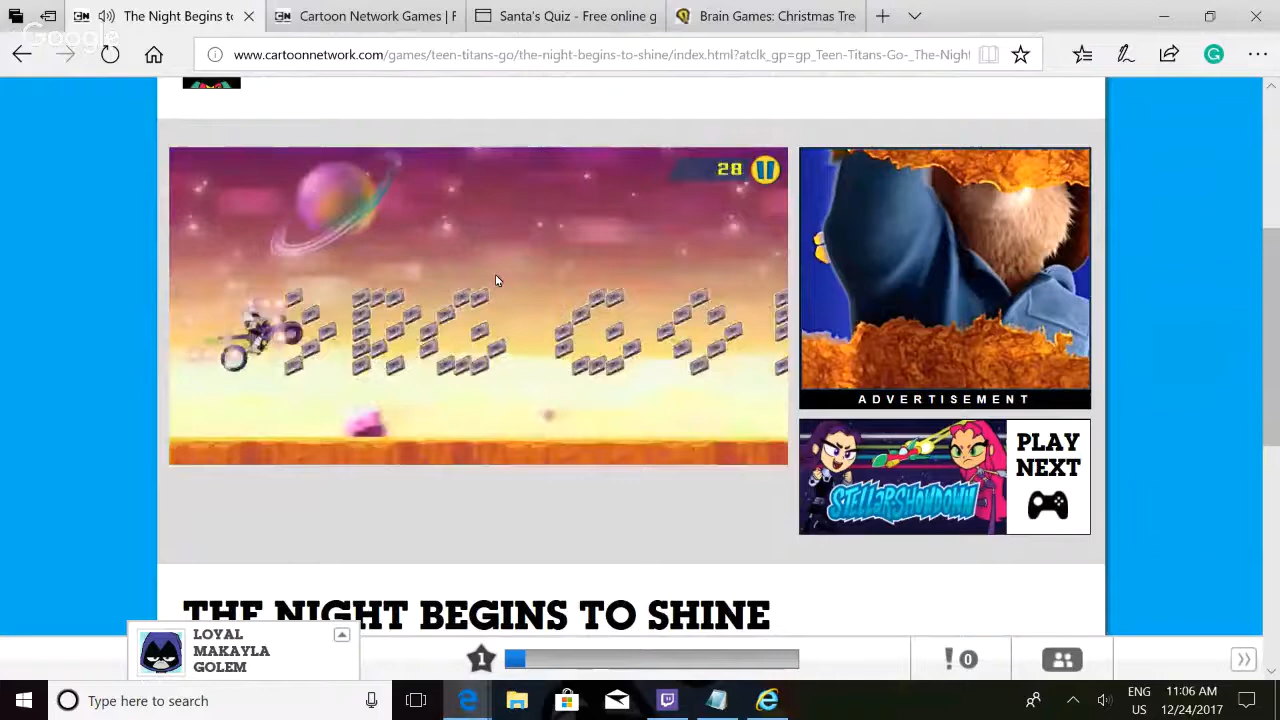 The Night Begins to
Cartoon Network Games | F
Santa's Quiz - Free online g
Brain Games: Christmas Tre
Google
www.cartoonnetwork.com/games/teen-titans-go/the-night-begins-to-shine/index.html?atclk_gp=gp_Teen-Titans-Go-_The-Night
28
ADVERTISEMENT
STELLAR SHOWDOWN
PLAY
NEXT
THE NIGHT BEGINS TO SHINE
LOYAL
MAKAYLA
GOLEM
1
0
Type here to search
ENG
US
11:06 AM
12/24/2017